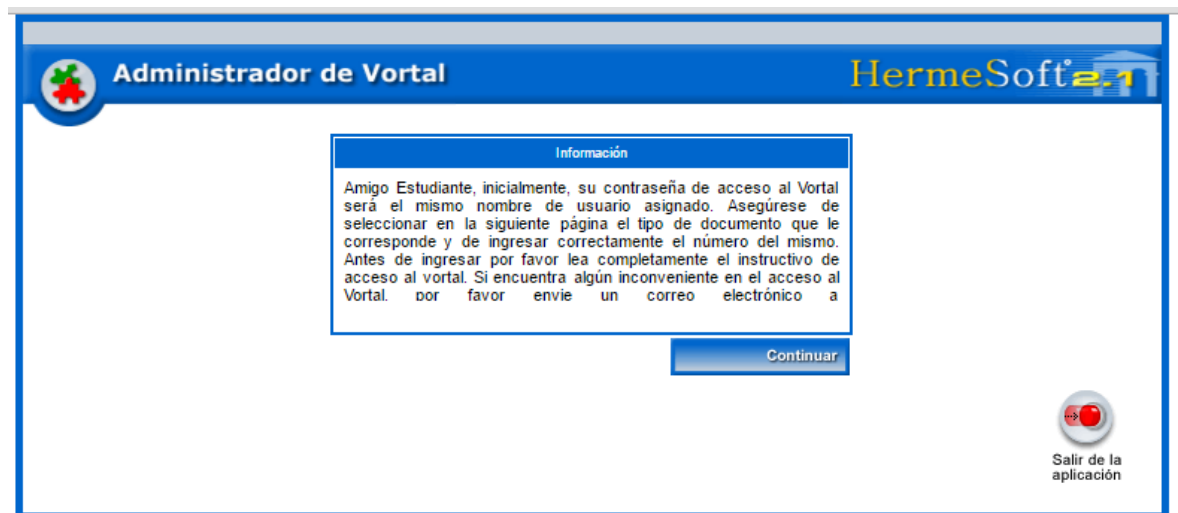 Administrador de Vortal
HermeSoft 2.1
Información
Amigo Estudiante, inicialmente, su contraseña de acceso al Vortal
será el mismo nombre de usuario asignado. Asegúrese de
seleccionar en la siguiente página el tipo de documento que le
corresponde y de ingresar correctamente el número del mismo.
Antes de ingresar por favor lea completamente el instructivo de
acceso al vortal. Si encuentra algún inconveniente en el acceso al
Vortal, por favor envie un correo electrónico a
Continuar
Salir de la
aplicación